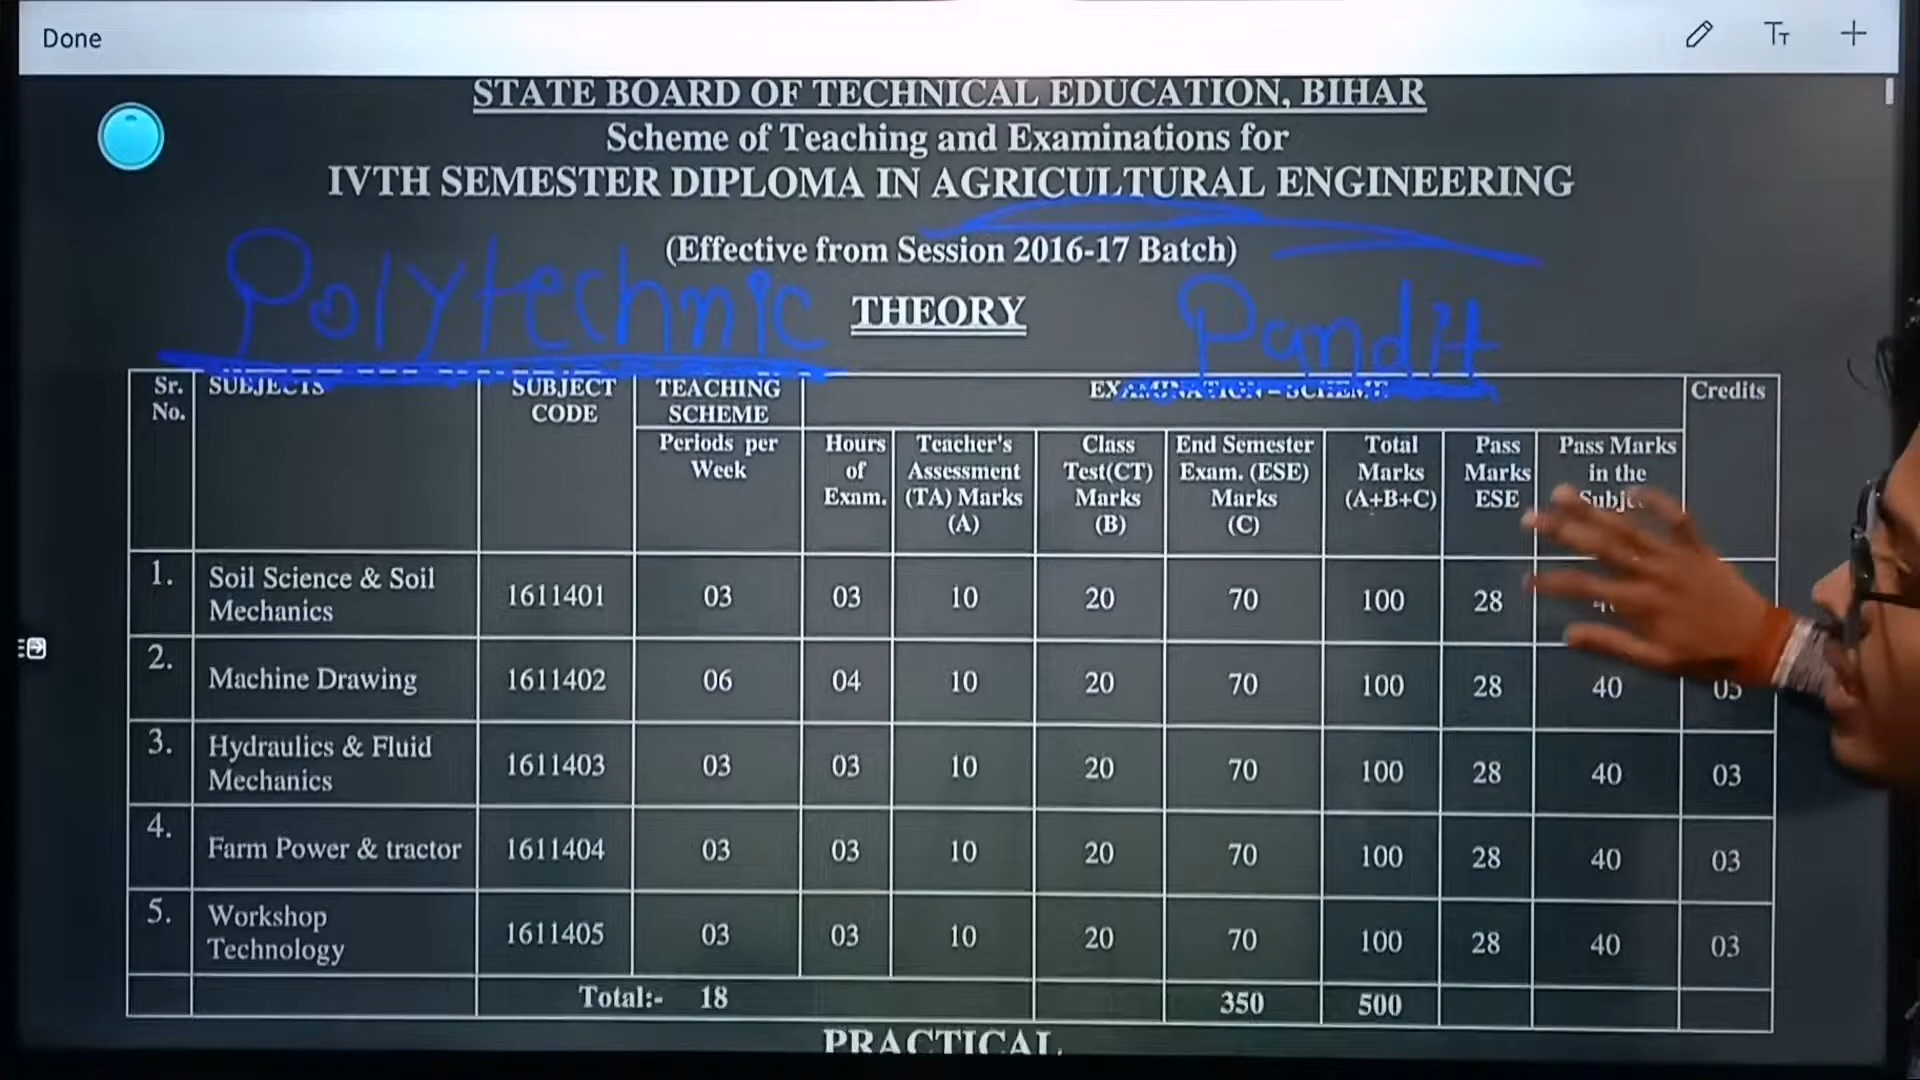 Done
STATE BOARD OF TECHNICAL EDUCATION, BIHAR
Scheme of Teaching and Examinations for
IVTH SEMESTER DIPLOMA IN AGRICULTURAL ENGINEERING
(Effective from Session 2016-17 Batch)
Polytechnic THEORY Pandit
Sr. No. SUBJECTS SUBJECT CODE TEACHING SCHEME EXAMINATION – SCHEME Credits
Periods per Week Hours of Exam. Teacher's Assessment (TA) Marks (A) Class Test(CT) Marks (B) End Semester Exam. (ESE) Marks (C) Total Marks (A+B+C) Pass Marks ESE Pass Marks in the
1. Soil Science & Soil Mechanics 1611401 03 03 10 20 70 100 28
2. Machine Drawing 1611402 06 04 10 20 70 100 28 40 05
3. Hydraulics & Fluid Mechanics 1611403 03 03 10 20 70 100 28 40 03
4. Farm Power & tractor 1611404 03 03 10 20 70 100 28 40 03
5. Workshop Technology 1611405 03 03 10 20 70 100 28 40 03
Total:- 18 350 500
PRACTICAL